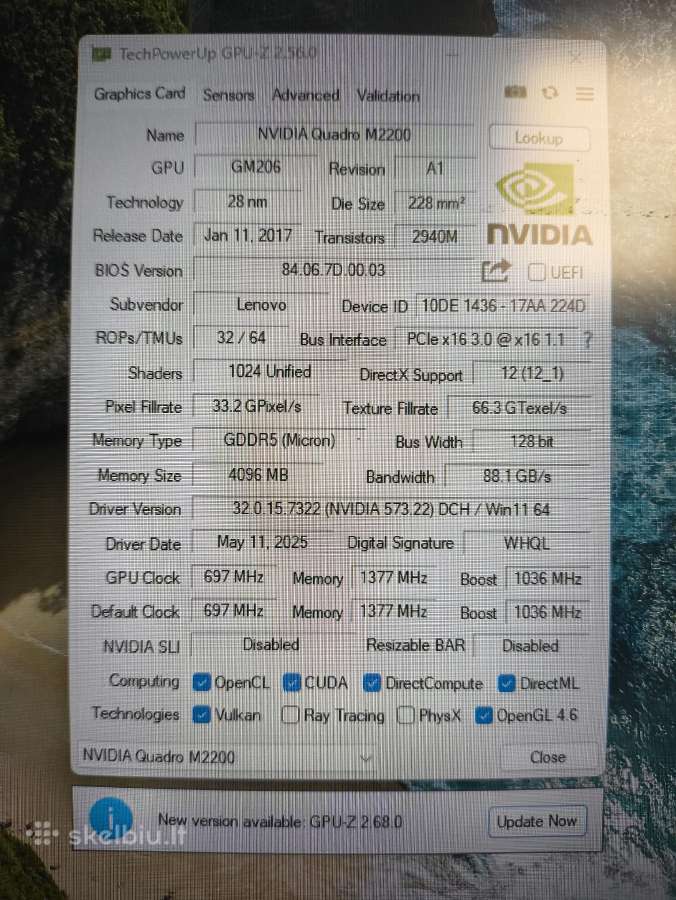 TechPowerUp GPU-Z 2.56.0
Graphics Card Sensors Advanced Validation
Name NVIDIA Quadro M2200 Lookup
GPU GM206 Revision A1
Technology 28 nm Die Size 228 mm²
Release Date Jan 11, 2017 Transistors 2940M
NVIDIA
BIOS Version 84.06.7D.00.03 UEFI
Subvendor Lenovo Device ID 10DE 1436 - 17AA 224D
ROPs/TMUs 32 / 64 Bus Interface PCIe x16 3.0 @ x16 1.1 ?
Shaders 1024 Unified DirectX Support 12 (12_1)
Pixel Fillrate 33.2 GPixel/s Texture Fillrate 66.3 GTexel/s
Memory Type GDDR5 (Micron) Bus Width 128 bit
Memory Size 4096 MB Bandwidth 88.1 GB/s
Driver Version 32.0.15.7322 (NVIDIA 573.22) DCH / Win11 64
Driver Date May 11, 2025 Digital Signature WHQL
GPU Clock 697 MHz Memory 1377 MHz Boost 1036 MHz
Default Clock 697 MHz Memory 1377 MHz Boost 1036 MHz
NVIDIA SLI Disabled Resizable BAR Disabled
Computing OpenCL CUDA DirectCompute DirectML
Technologies Vulkan Ray Tracing PhysX OpenGL 4.6
NVIDIA Quadro M2200 Close
New version available: GPU-Z 2.68.0 Update Now
skelbiu.lt